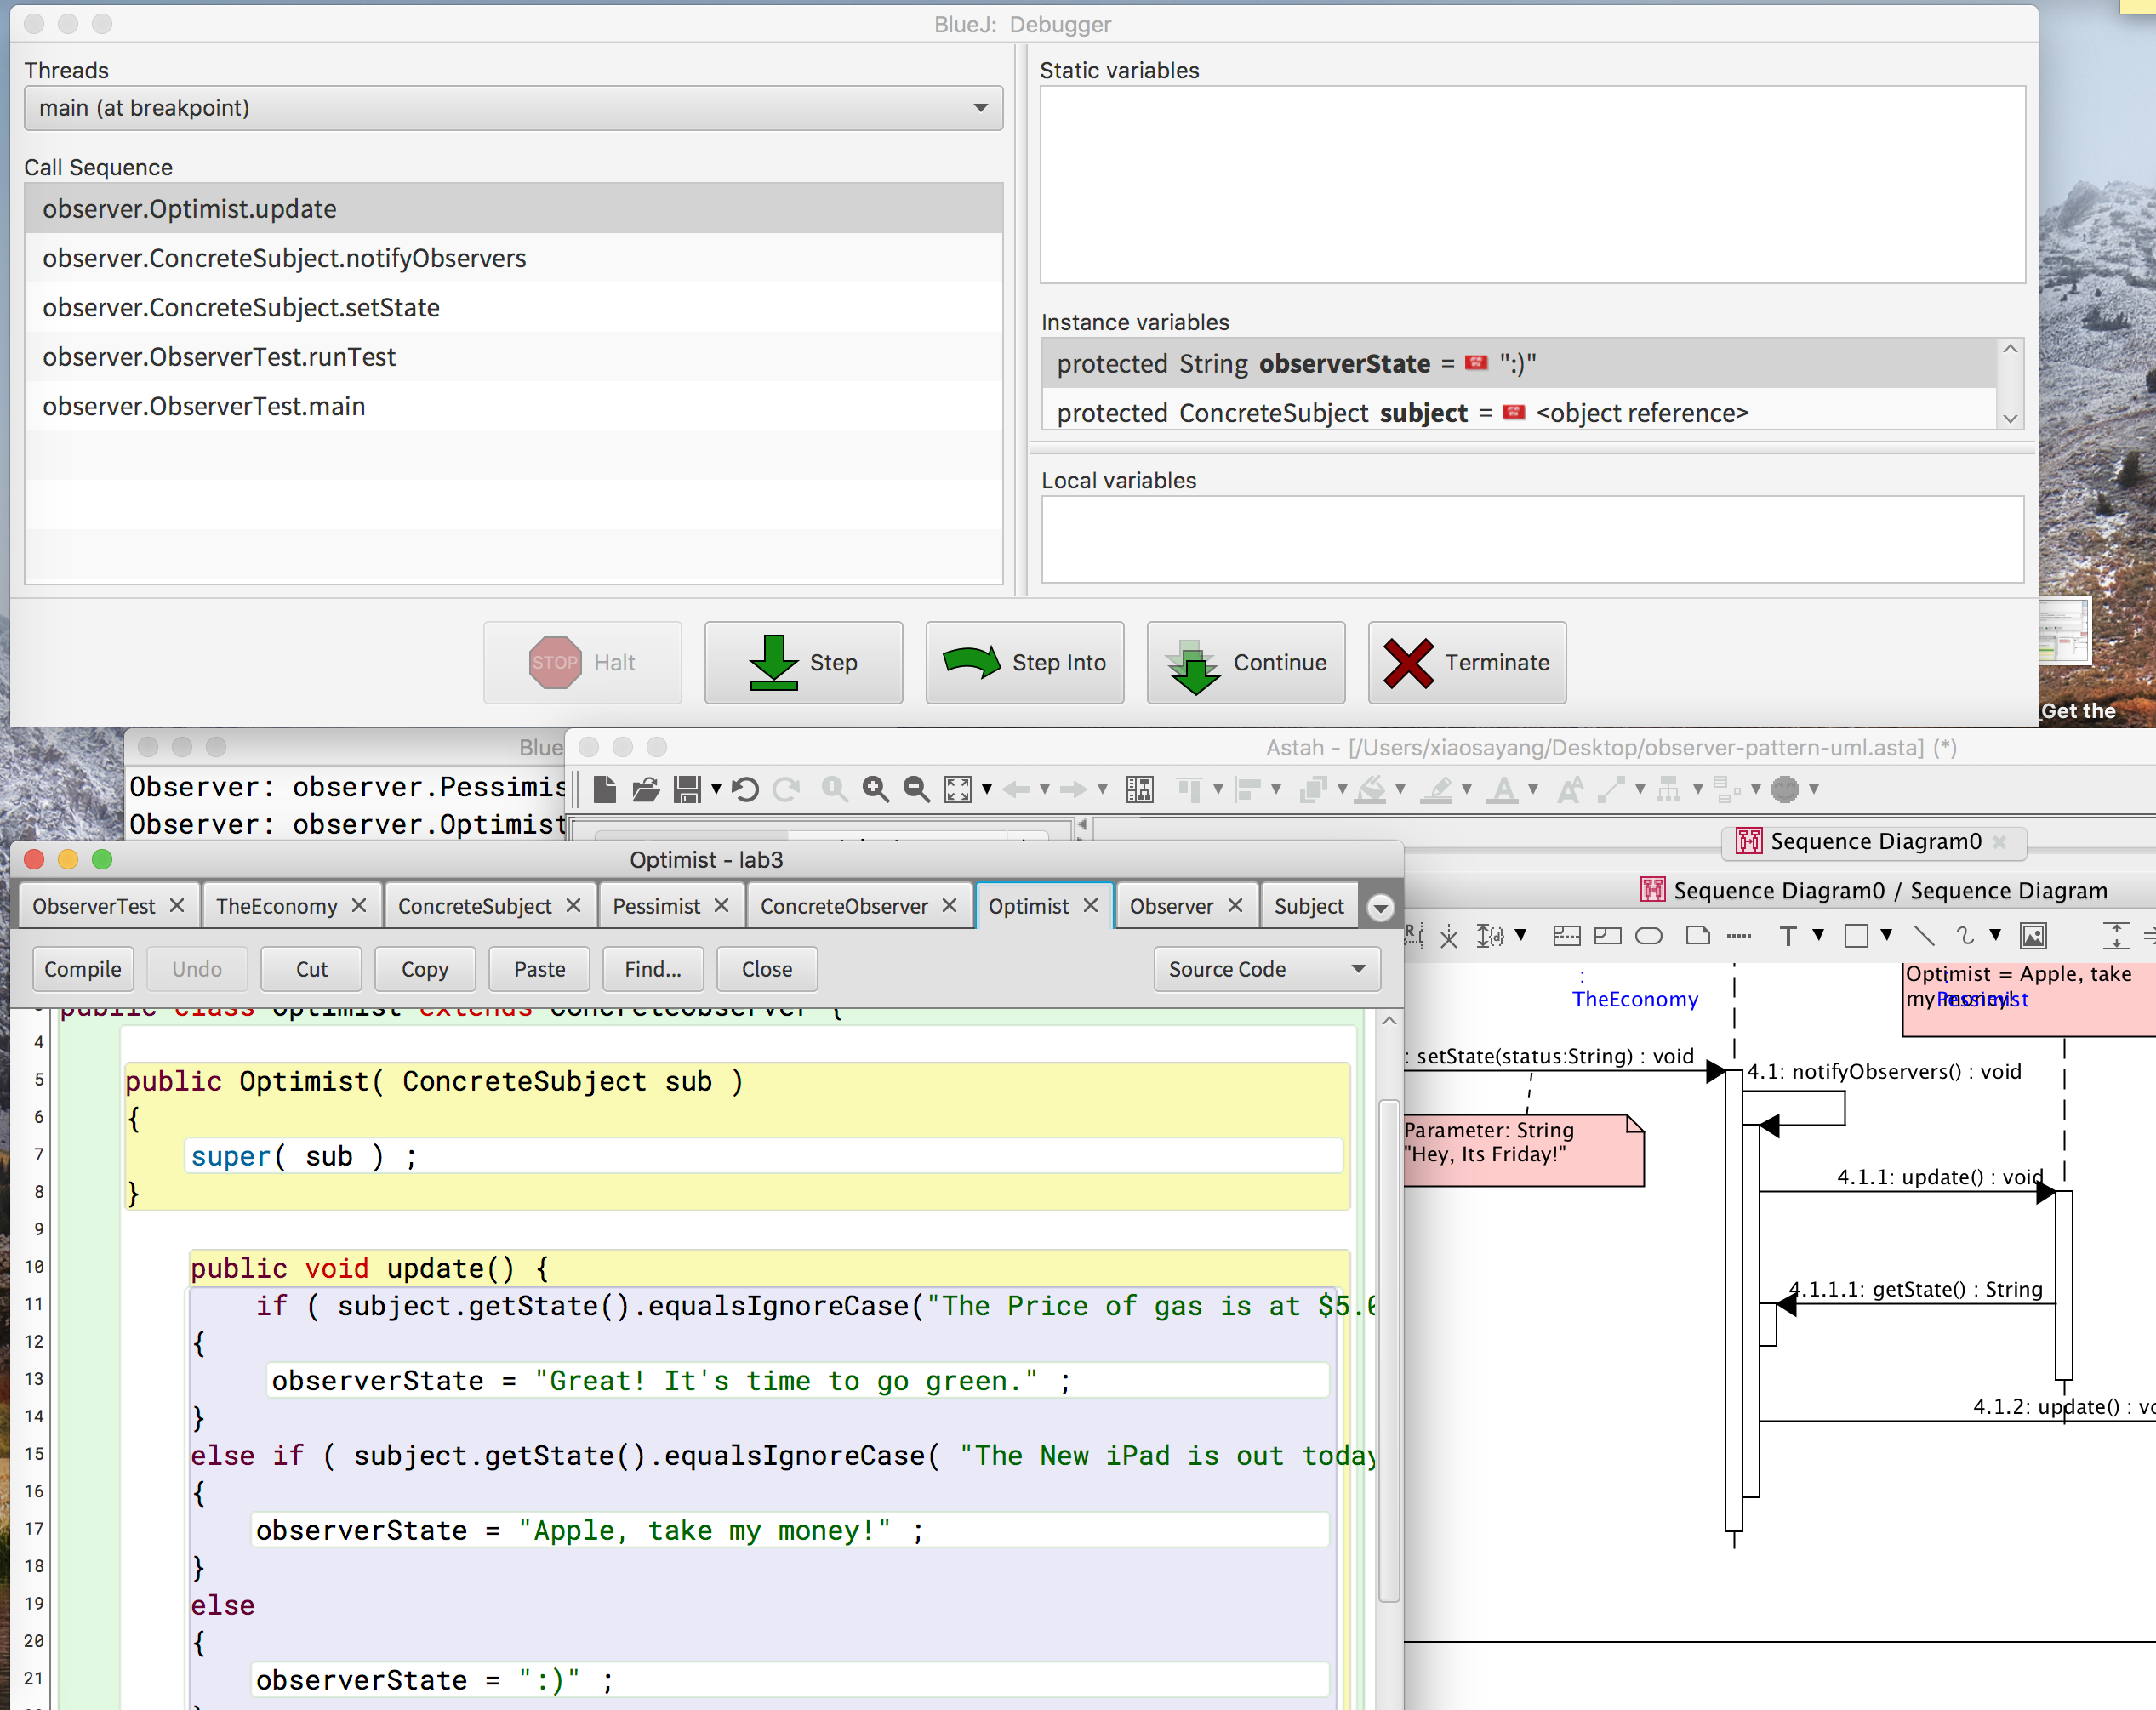 BlueJ: Debugger
Threads
main (at breakpoint)
Call Sequence
observer.Optimist.update
observer.ConcreteSubject.notifyObservers
observer.ConcreteSubject.setState
observer.ObserverTest.runTest
observer.ObserverTest.main
Static variables
Instance variables
protected String observerState = ":)"
protected ConcreteSubject subject = <object reference>
Local variables
STOP Halt
Step
Step Into
Continue
Terminate
Get the
Observer: observer.Pessimis
Observer: observer.Optimist
Astah - [/Users/xiaosayang/Desktop/observer-pattern-uml.asta] (*)
Sequence Diagram0
Sequence Diagram0 / Sequence Diagram
Optimist - lab3
ObserverTest
TheEconomy
ConcreteSubject
Pessimist
ConcreteObserver
Optimist
Observer
Subject
Compile
Undo
Cut
Copy
Paste
Find...
Close
Source Code
public class Optimist extends ConcreteObserver {
4
5 public Optimist( ConcreteSubject sub )
6 {
7 super( sub ) ;
8 }
9
10 public void update() {
11 if ( subject.getState().equalsIgnoreCase("The Price of gas is at $5.0
12 {
13 observerState = "Great! It's time to go green." ;
14 }
15 else if ( subject.getState().equalsIgnoreCase( "The New iPad is out today
16 {
17 observerState = "Apple, take my money!" ;
18 }
19 else
20 {
21 observerState = ":)" ;
:
TheEconomy
Optimist = Apple, take
my money!
Pessimist
: setState(status:String) : void
4.1: notifyObservers() : void
Parameter: String
"Hey, Its Friday!"
4.1.1: update() : void
4.1.1.1: getState() : String
4.1.2: update() : vo